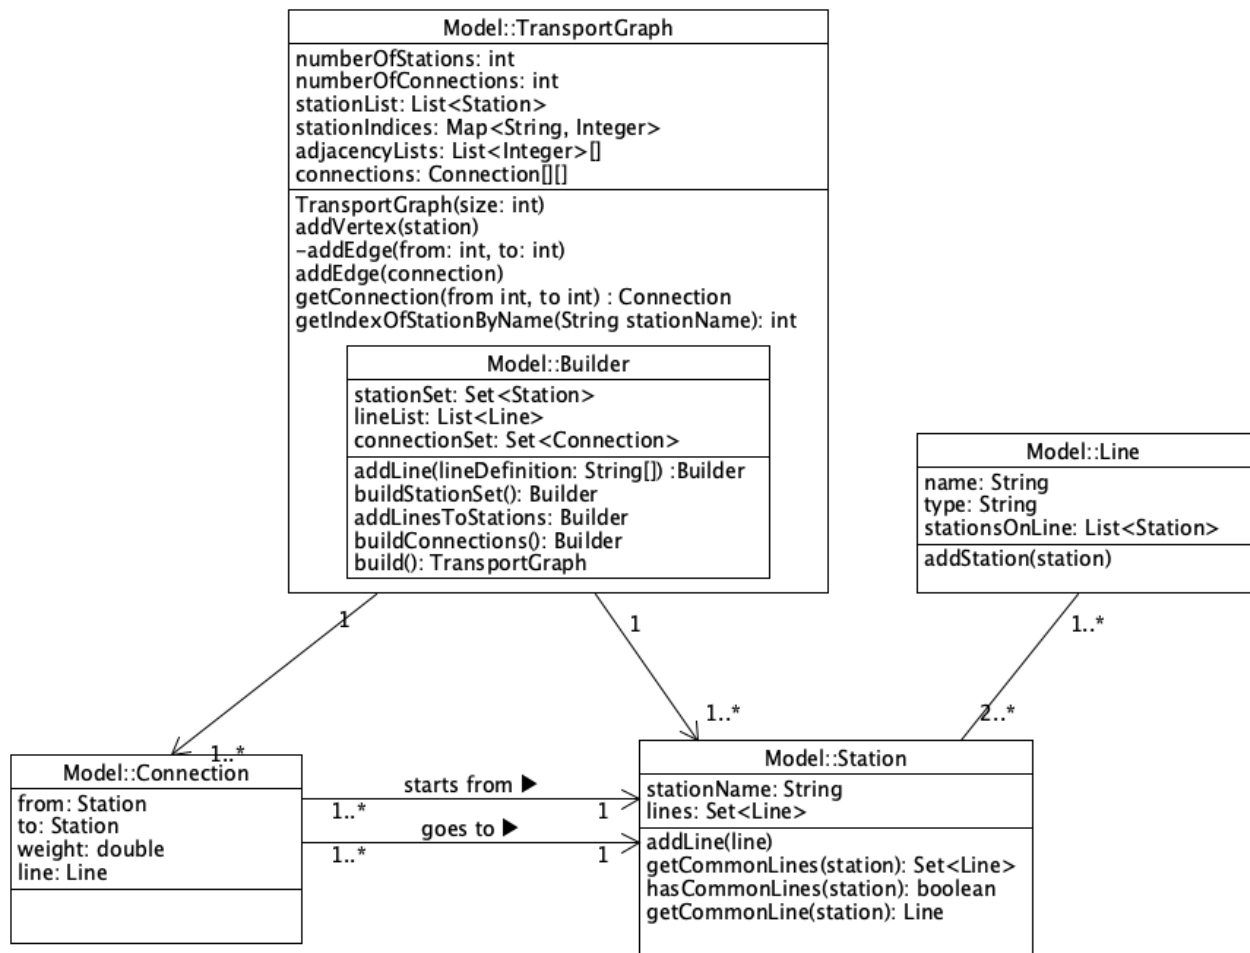 Model::TransportGraph
numberOfStations: int
numberOfConnections: int
stationList: List<Station>
stationIndices: Map<String, Integer>
adjacencyLists: List<Integer>[]
connections: Connection[][]
TransportGraph(size: int)
addVertex(station)
-addEdge(from: int, to: int)
addEdge(connection)
getConnection(from int, to int) : Connection
getIndexOfStationByName(String stationName): int
Model::Builder
stationSet: Set<Station>
lineList: List<Line>
connectionSet: Set<Connection>
addLine(lineDefinition: String[]) :Builder
buildStationSet(): Builder
addLinesToStations: Builder
buildConnections(): Builder
build(): TransportGraph
Model::Line
name: String
type: String
stationsOnLine: List<Station>
addStation(station)
1
1
1..*
1..*
1..*
2..*
Model::Connection
from: Station
to: Station
weight: double
line: Line
starts from ▶
1..*
1
goes to ▶
1..*
1
Model::Station
stationName: String
lines: Set<Line>
addLine(line)
getCommonLines(station): Set<Line>
hasCommonLines(station): boolean
getCommonLine(station): Line